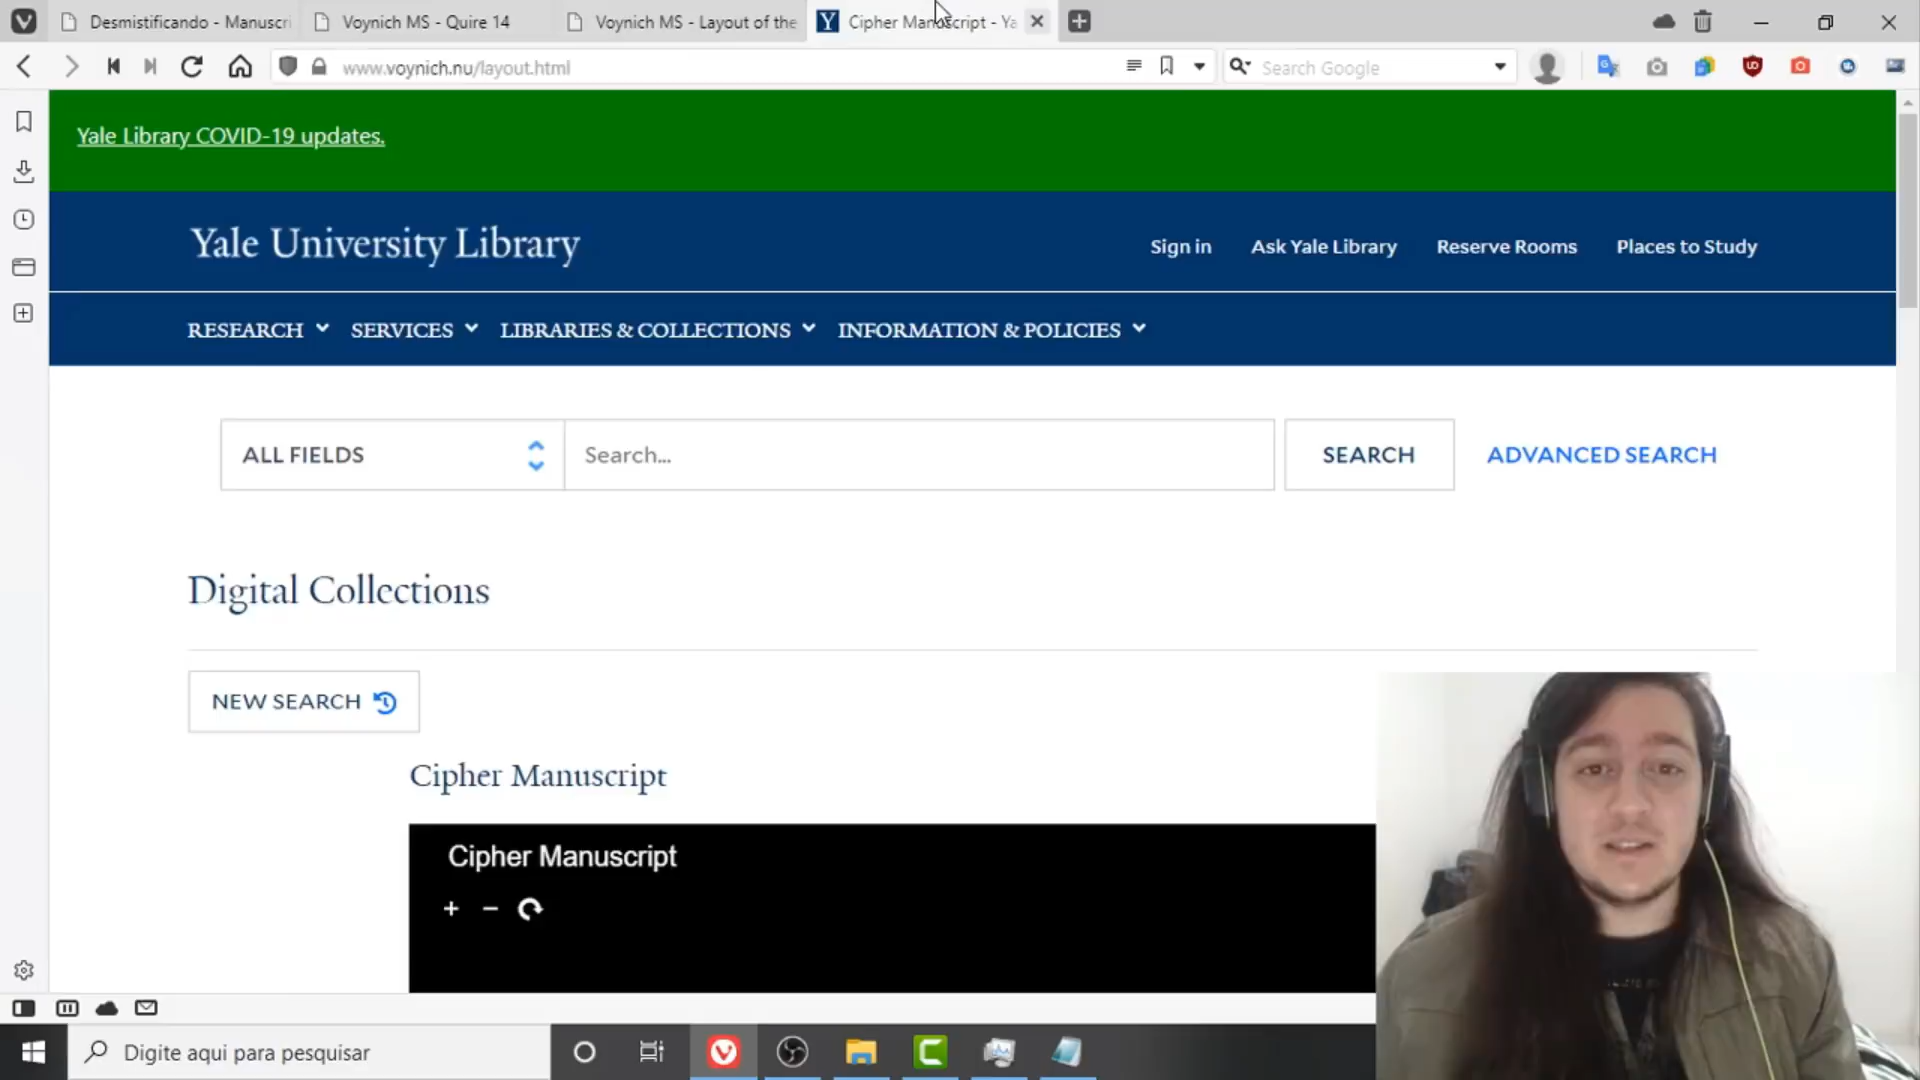 Desmistificando - Manuscri
Voynich MS - Quire 14
Voynich MS - Layout of the
Cipher Manuscript - Ya
www.voynich.nu/layout.html
Search Google
Yale Library COVID-19 updates.
Yale University Library
Sign in
Ask Yale Library
Reserve Rooms
Places to Study
RESEARCH
SERVICES
LIBRARIES & COLLECTIONS
INFORMATION & POLICIES
ALL FIELDS
Search...
SEARCH
ADVANCED SEARCH
Digital Collections
NEW SEARCH
Cipher Manuscript
Cipher Manuscript
Digite aqui para pesquisar